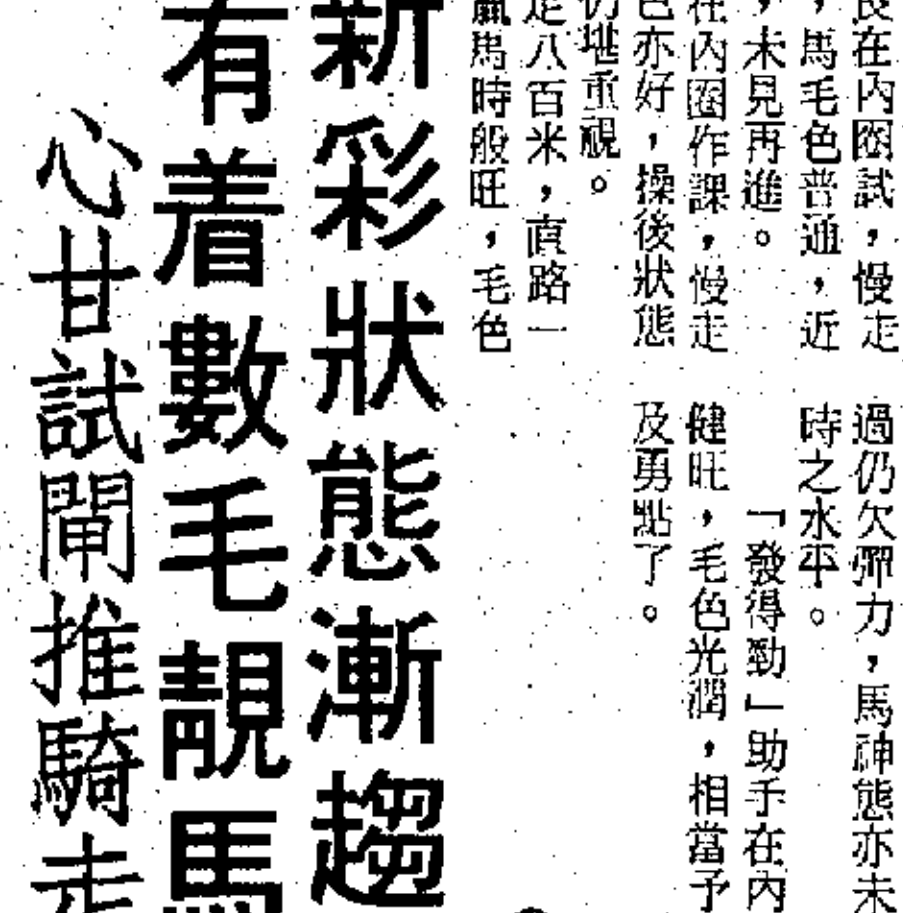 良在內圈試，慢走
，馬毛色普通，近
，未見再進。
在內圈作課，慢走
色亦好，操後狀態
仍堪重視。
走八百米，直路一
贏馬時般旺，毛色
過仍欠彈力，馬神態亦未
時之水平。
「發得勁」助手在內
健旺，毛色光潤，相當予
及勇點了。
新彩狀態漸趨
有着數毛靚馬
心甘試閘推騎走